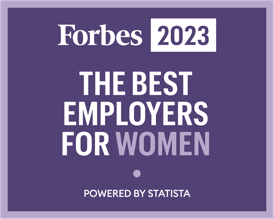 Forbes 2023
THE BEST
EMPLOYERS
FOR WOMEN
POWERED BY STATISTA